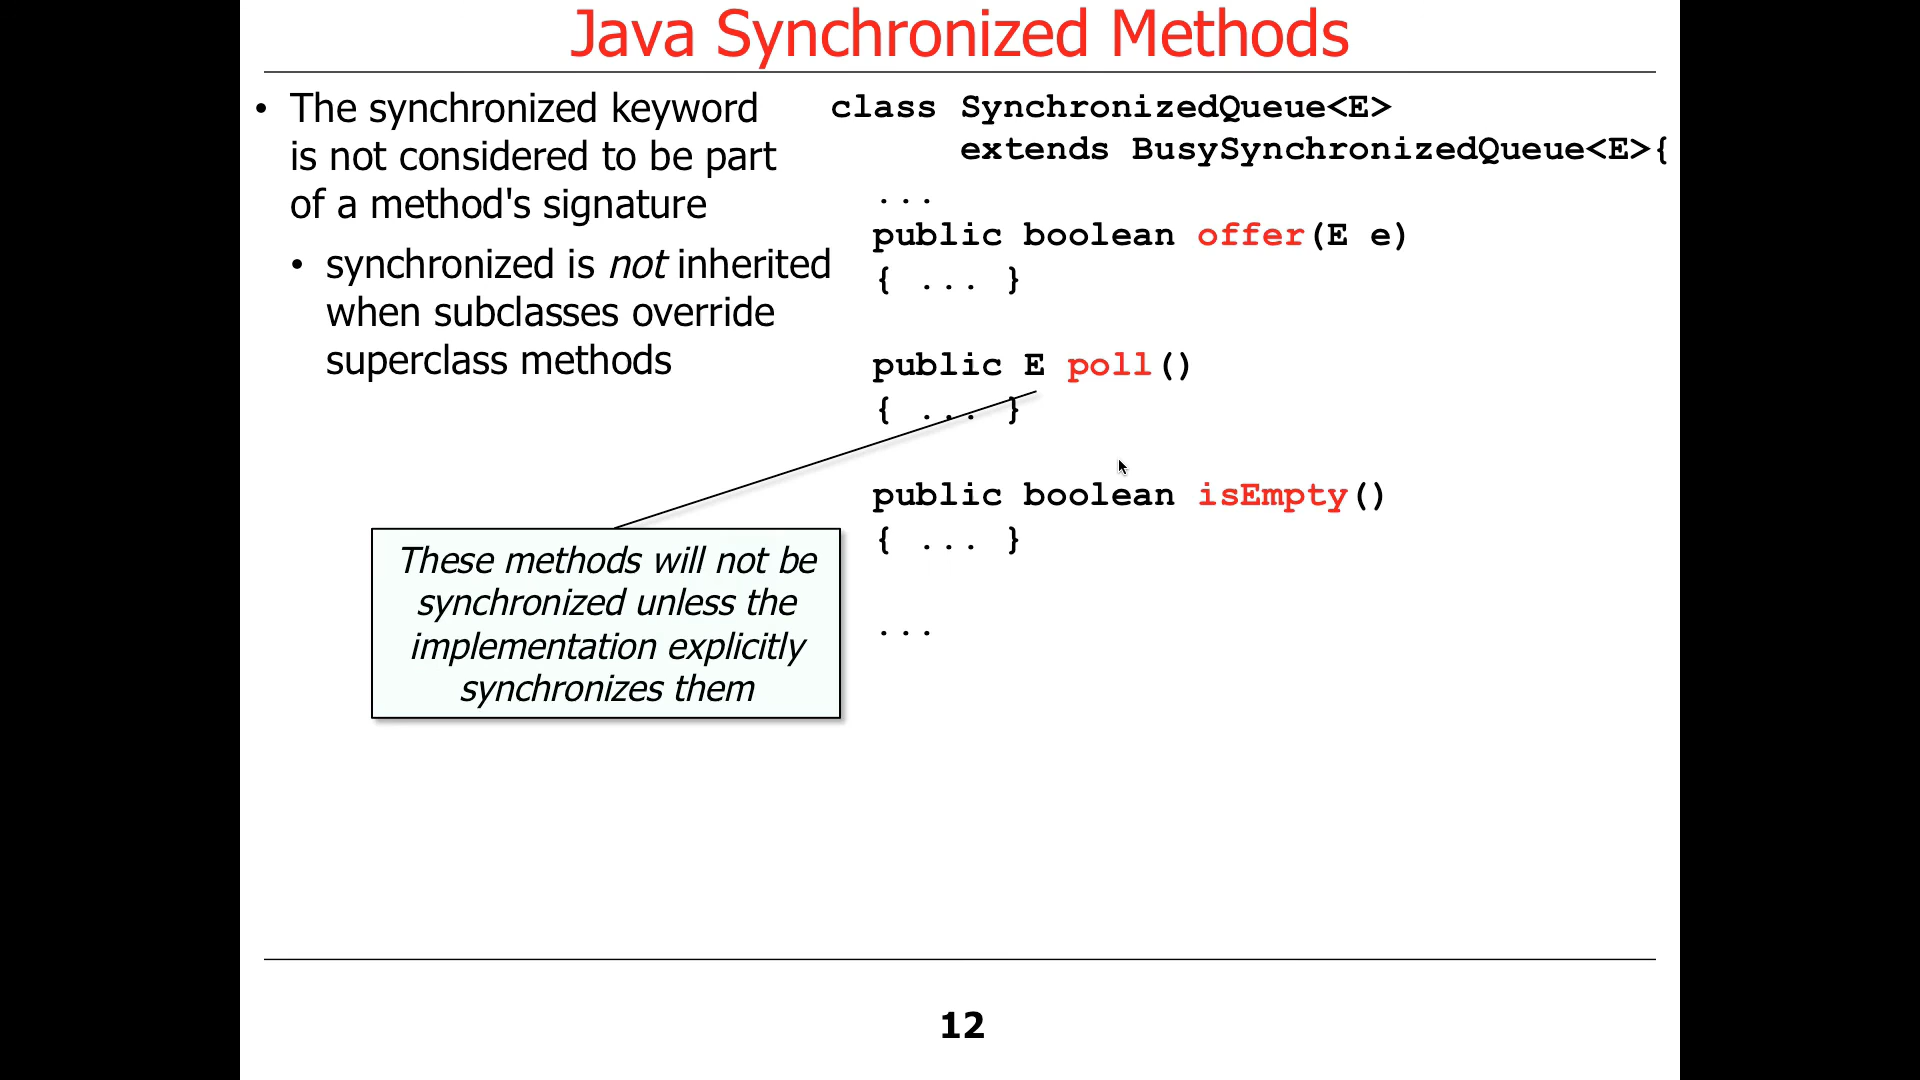 Java Synchronized Methods
• The synchronized keyword
is not considered to be part
of a method's signature
• synchronized is not inherited
when subclasses override
superclass methods
class SynchronizedQueue<E>
extends BusySynchronizedQueue<E>{
...
public boolean offer(E e)
{ ... }
public E poll()
{ ... }
public boolean isEmpty()
{ ... }
...
These methods will not be
synchronized unless the
implementation explicitly
synchronizes them
12